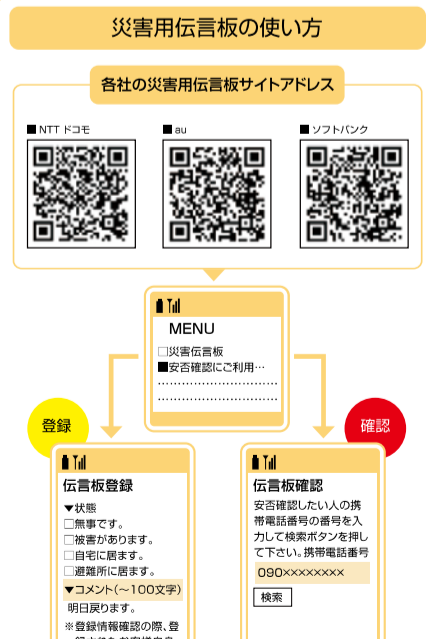 災害用伝言板の使い方
各社の災害用伝言板サイトアドレス
■ NTT ドコモ
■ au
■ ソフトバンク
MENU
□災害伝言板
■安否確認にご利用…
登録
確認
伝言板登録
▼状態
□無事です。
□被害があります。
□自宅に居ます。
□避難所に居ます。
▼コメント(〜100文字)
明日戻ります。
※登録情報確認の際、登
伝言板確認
安否確認したい人の携
帯電話番号の番号を入
力して検索ボタンを押し
て下さい。携帯電話番号
090××××××××
検索